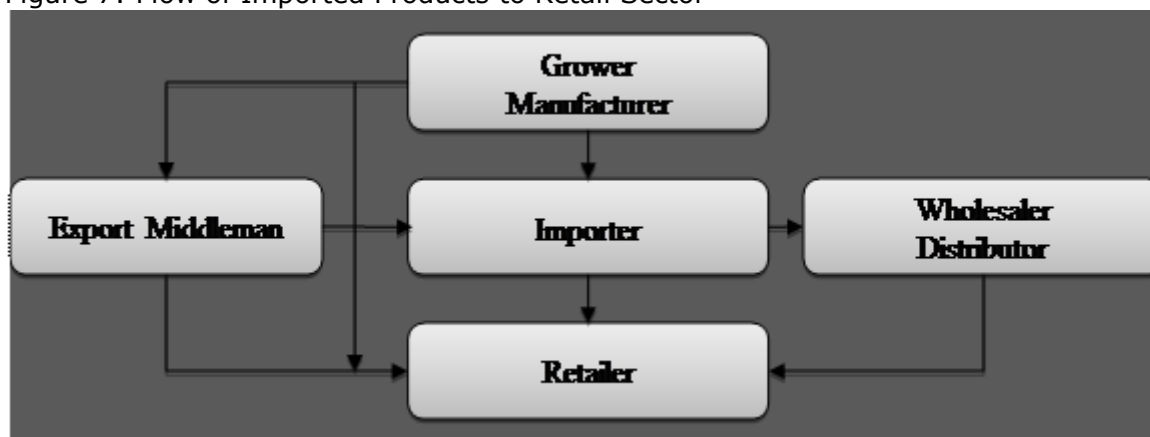 Figure 7. Flow of Imported Products to Retail Sector
Grower
Manufacturer
Export Middleman
Importer
Wholesaler
Distributor
Retailer